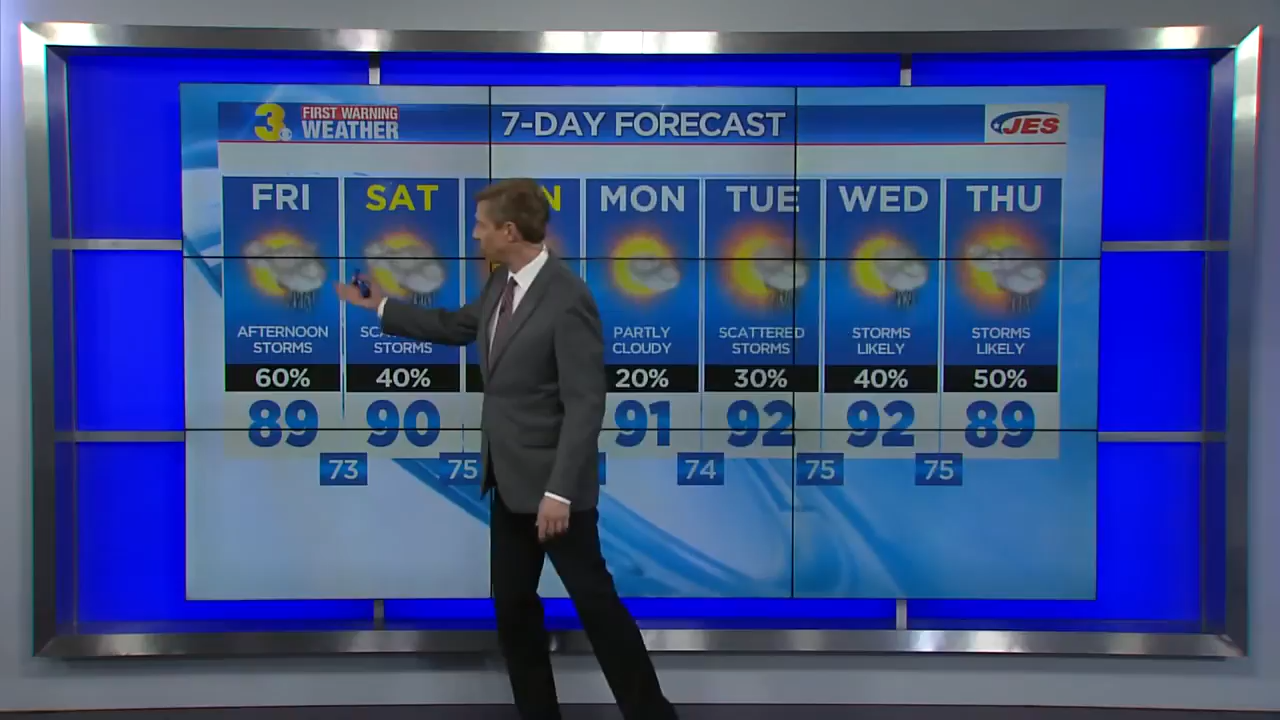 3 FIRST WARNING
WEATHER
7-DAY FORECAST
JES
FRI
SAT
N
MON
TUE
WED
THU
AFTERNOON
STORMS
STORMS
PARTLY
CLOUDY
SCATTERED
STORMS
STORMS
LIKELY
STORMS
LIKELY
60%
40%
20%
30%
40%
50%
89
90
91
92
92
89
73
75
74
75
75